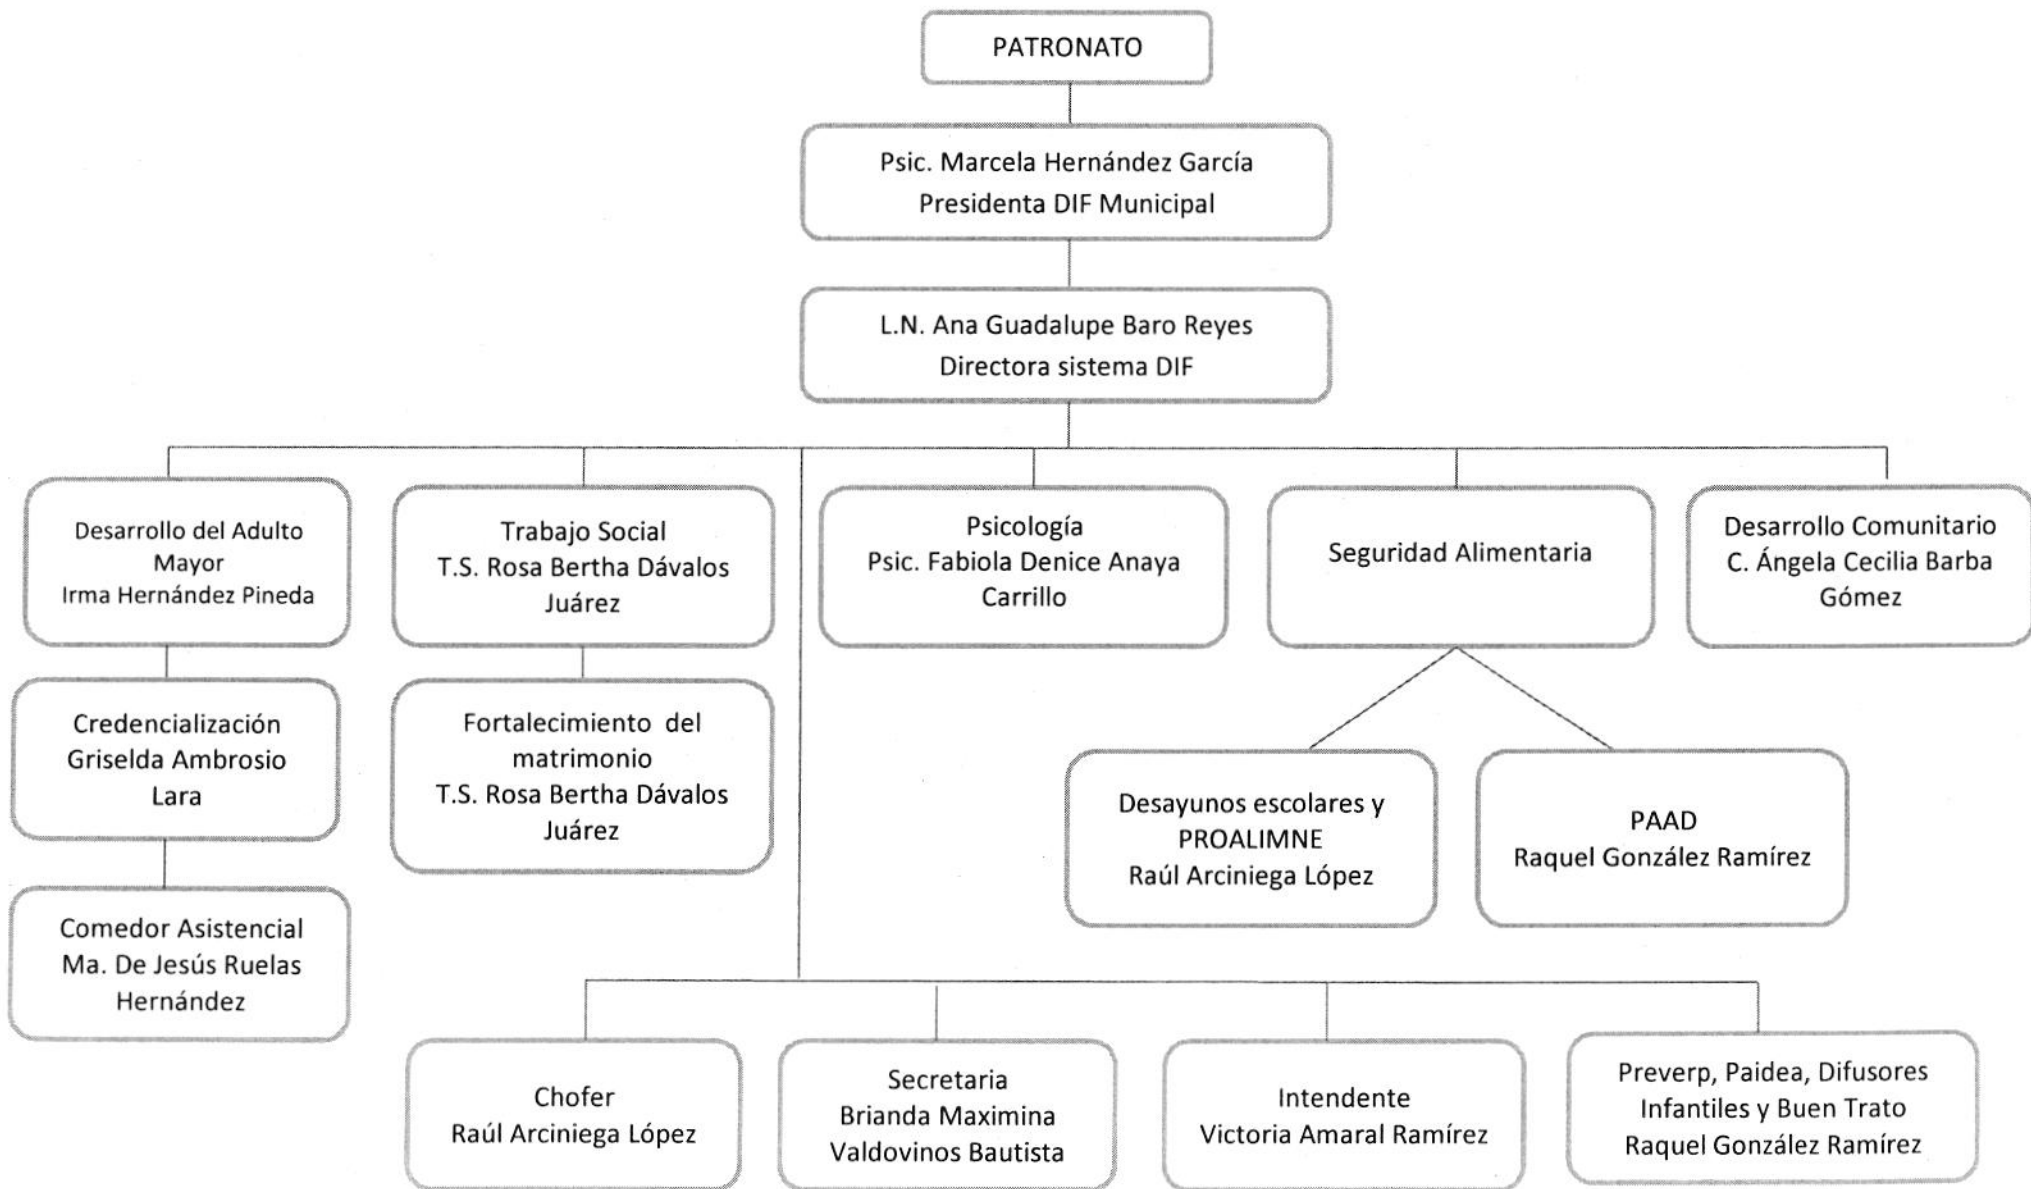 PATRONATO
Psic. Marcela Hernández García
Presidenta DIF Municipal
L.N. Ana Guadalupe Baro Reyes
Directora sistema DIF
Desarrollo del Adulto
Mayor
Irma Hernández Pineda
Trabajo Social
T.S. Rosa Bertha Dávalos
Juárez
Psicología
Psic. Fabiola Denice Anaya
Carrillo
Seguridad Alimentaria
Desarrollo Comunitario
C. Ángela Cecilia Barba
Gómez
Credencialización
Griselda Ambrosio
Lara
Fortalecimiento del
matrimonio
T.S. Rosa Bertha Dávalos
Juárez
Desayunos escolares y
PROALIMNE
Raúl Arciniega López
PAAD
Raquel González Ramírez
Comedor Asistencial
Ma. De Jesús Ruelas
Hernández
Chofer
Raúl Arciniega López
Secretaria
Brianda Maximina
Valdovinos Bautista
Intendente
Victoria Amaral Ramírez
Preverp, Paidea, Difusores
Infantiles y Buen Trato
Raquel González Ramírez